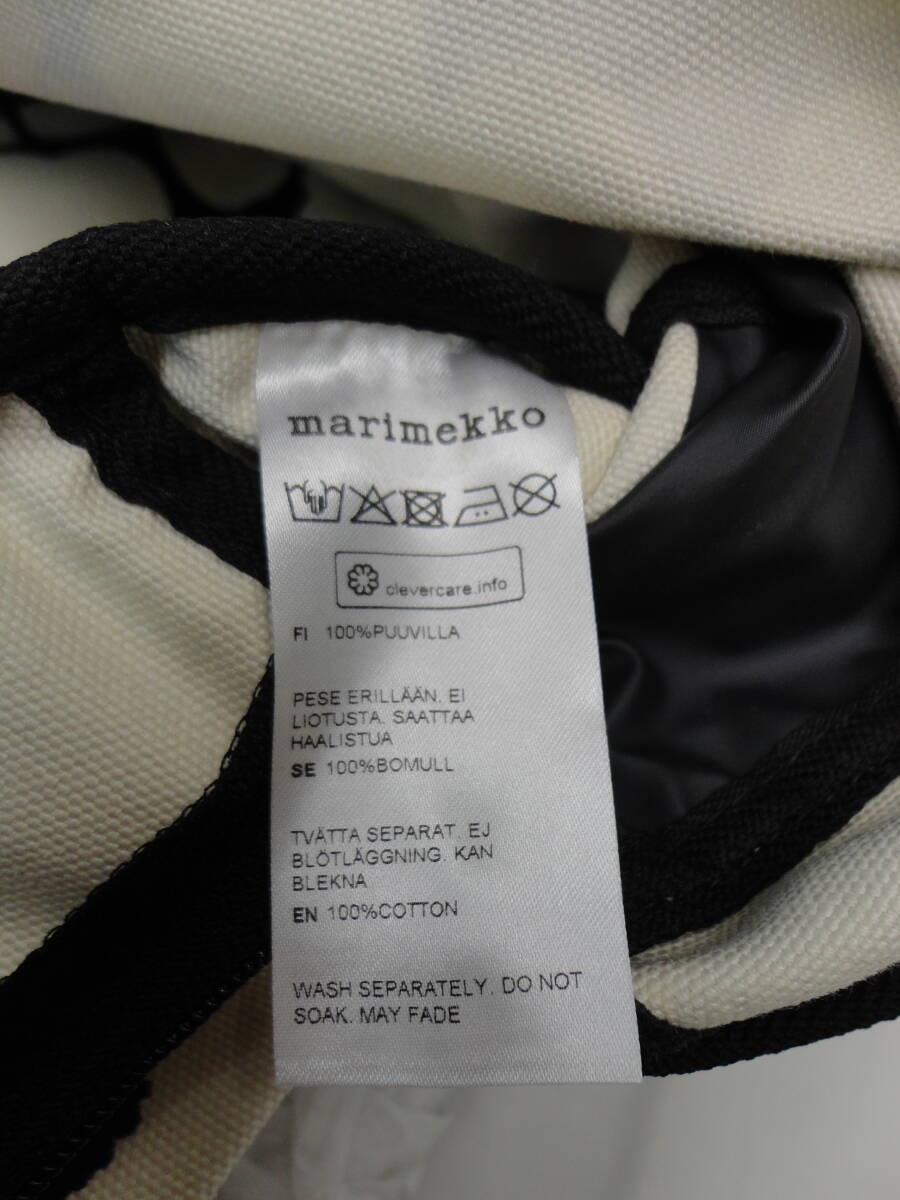 marimekko
clevercare.info
FI 100%PUUVILLA
PESE ERILLÄÄN. EI
LIOTUSTA. SAATTAA
HAALISTUA
SE 100%BOMULL
TVÄTTA SEPARAT. EJ
BLÖTLÄGGNING. KAN
BLEKNA
EN 100%COTTON
WASH SEPARATELY. DO NOT
SOAK. MAY FADE